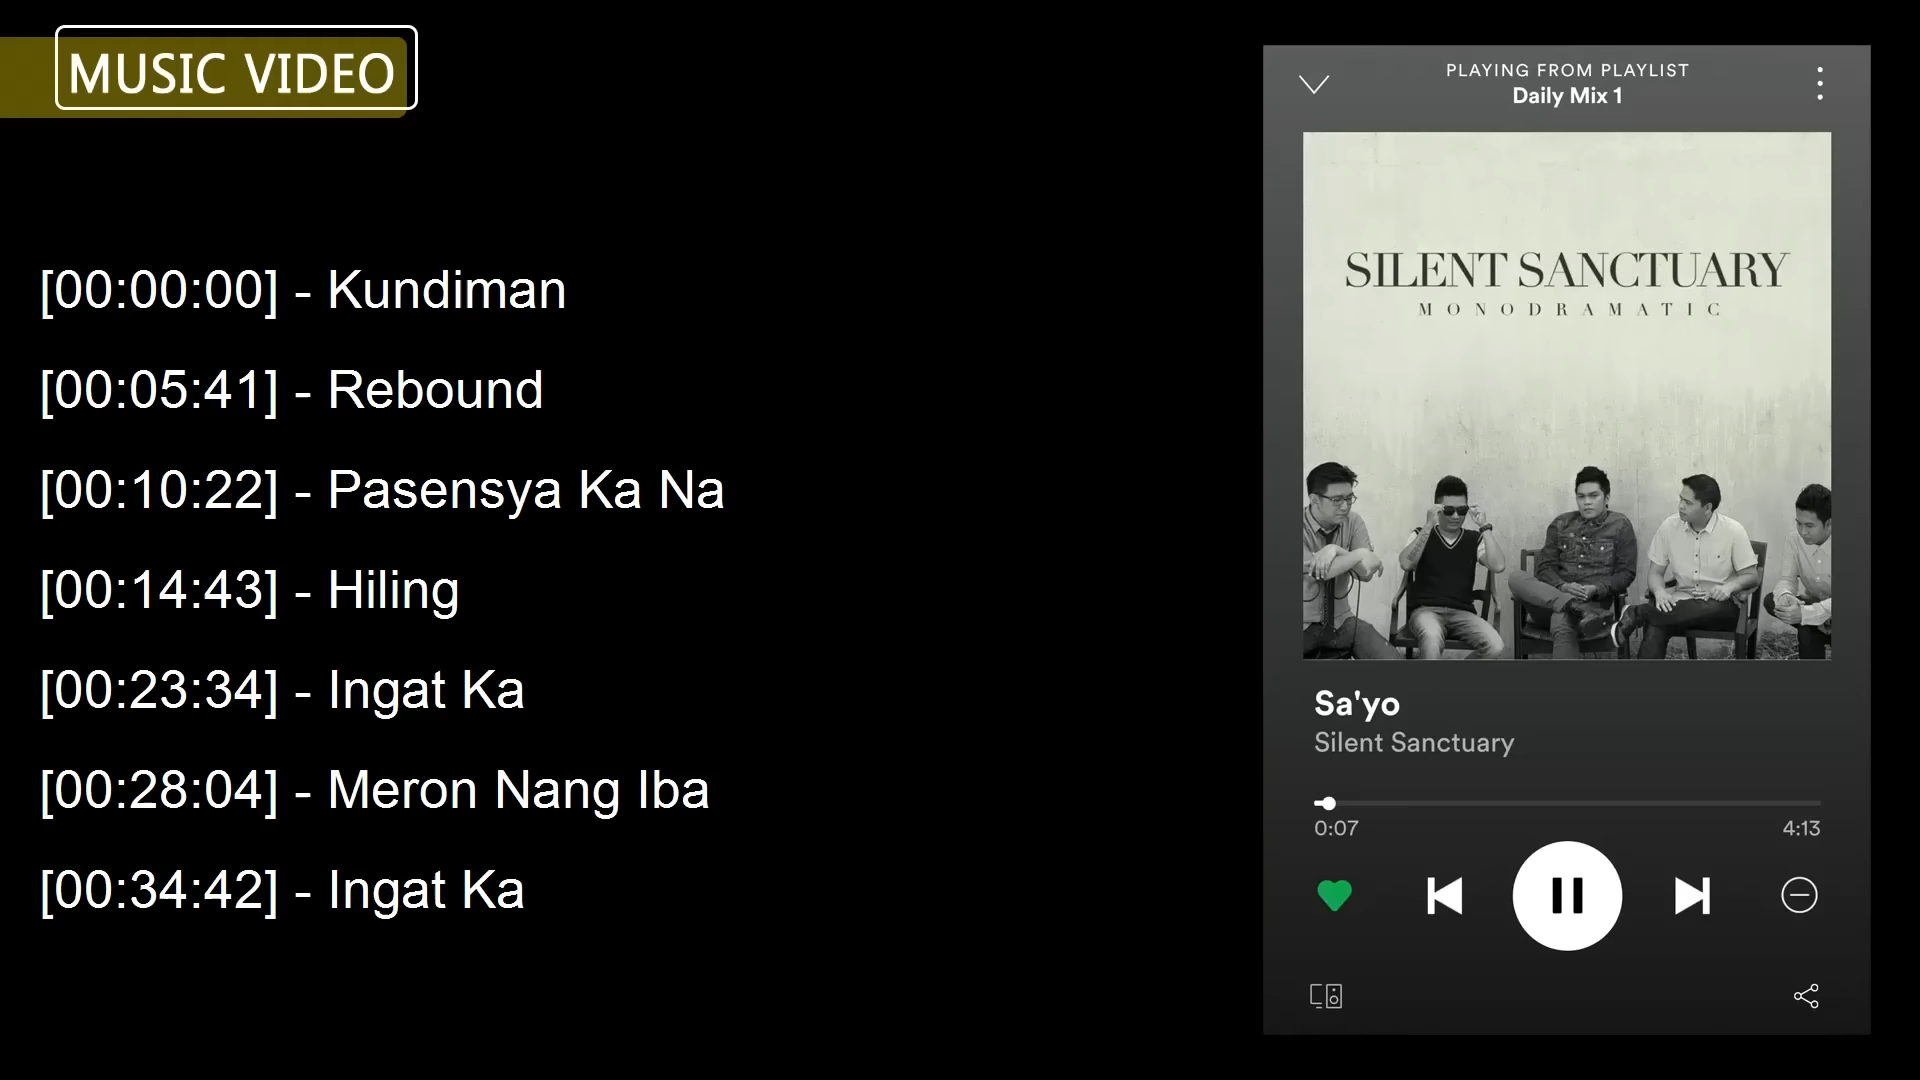 MUSIC VIDEO
[00:00:00] - Kundiman
[00:05:41] - Rebound
[00:10:22] - Pasensya Ka Na
[00:14:43] - Hiling
[00:23:34] - Ingat Ka
[00:28:04] - Meron Nang Iba
[00:34:42] - Ingat Ka
PLAYING FROM PLAYLIST
Daily Mix 1
SILENT SANCTUARY
MONODRAMATIC
Sa'yo
Silent Sanctuary
0:07 4:13